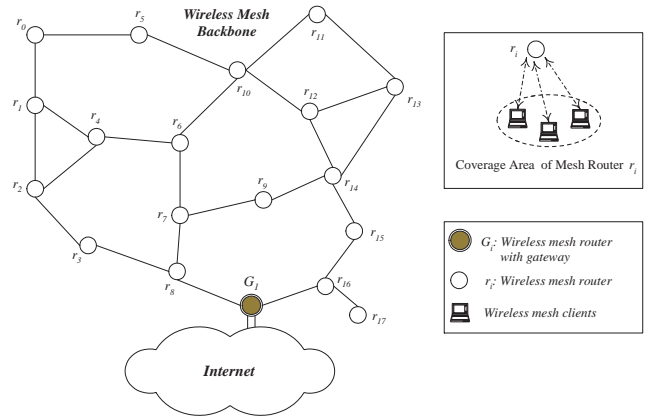 Wireless Mesh
Backbone
r0
r5
r11
r10
r1
r4
r6
r12
r13
r2
r9
r14
r7
r3
r15
r8
G1
r16
r17
Internet
ri
Coverage Area of Mesh Router ri
Gi: Wireless mesh router
with gateway
ri: Wireless mesh router
Wireless mesh clients